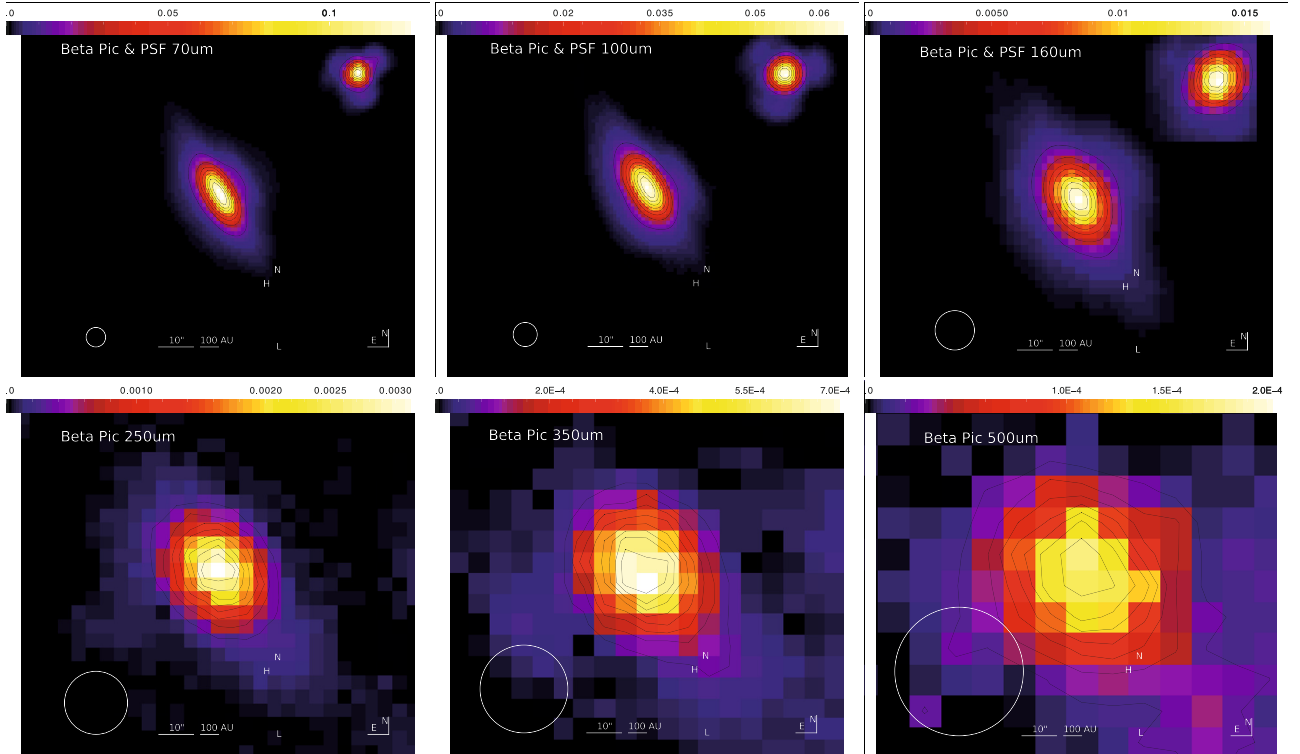 .0 0.05 0.1
Beta Pic & PSF 70um
N
H
10" 100 AU
L
N
E
.0 0.02 0.035 0.05 0.06
Beta Pic & PSF 100um
N
H
10" 100 AU
L
N
E
.0 0.0050 0.01 0.015
Beta Pic & PSF 160um
N
H
10" 100 AU
L
N
E
.0 0.0010 0.0020 0.0025 0.0030
Beta Pic 250um
N
H
10" 100 AU
L
N
E
.0 2.0E-4 4.0E-4 5.5E-4 7.0E-4
Beta Pic 350um
N
H
10" 100 AU
L
N
E
0 1.0E-4 1.5E-4 2.0E-4
Beta Pic 500um
N
H
10" 100 AU
L
N
E